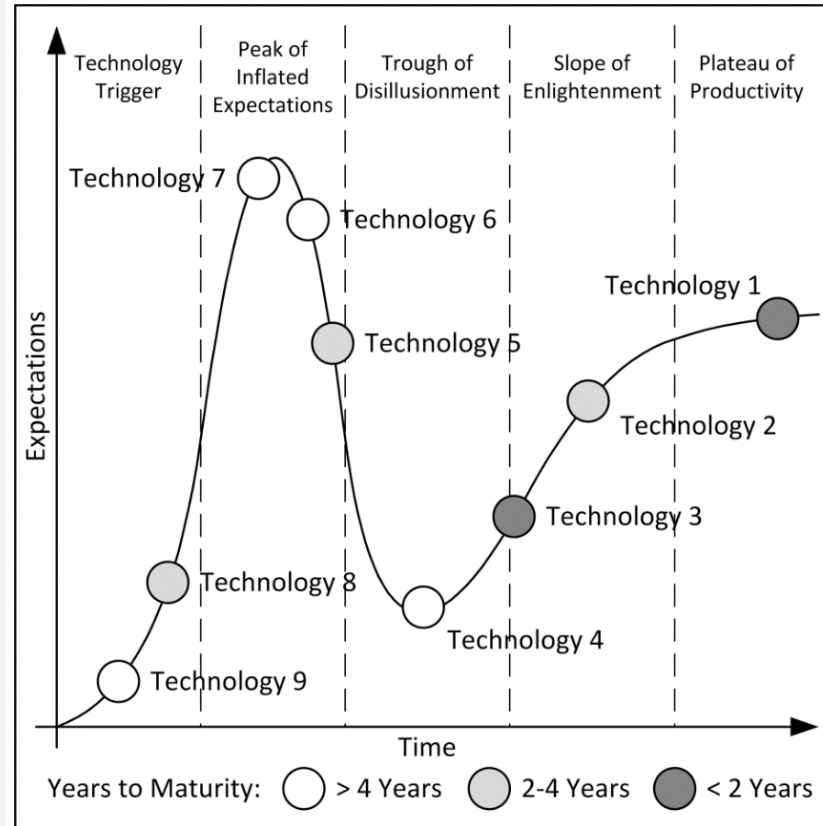 Technology
Trigger
Peak of
Inflated
Expectations
Trough of
Disillusionment
Slope of
Enlightenment
Plateau of
Productivity
Technology 7
Technology 6
Technology 1
Technology 5
Technology 2
Technology 3
Technology 8
Technology 4
Technology 9
Expectations
Time
Years to Maturity: > 4 Years 2-4 Years < 2 Years